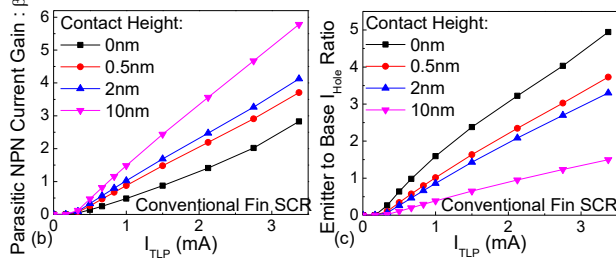 Parasitic NPN Current Gain : β
6
5
4
3
2
1
0
Contact Height:
0nm
0.5nm
2nm
10nm
Conventional Fin SCR
(b)
0 1 2 3
I_TLP (mA)
Emitter to Base I_Hole Ratio
6
5
4
3
2
1
0
Contact Height:
0nm
0.5nm
2nm
10nm
Conventional Fin SCR
(c)
0 1 2 3
I_TLP (mA)